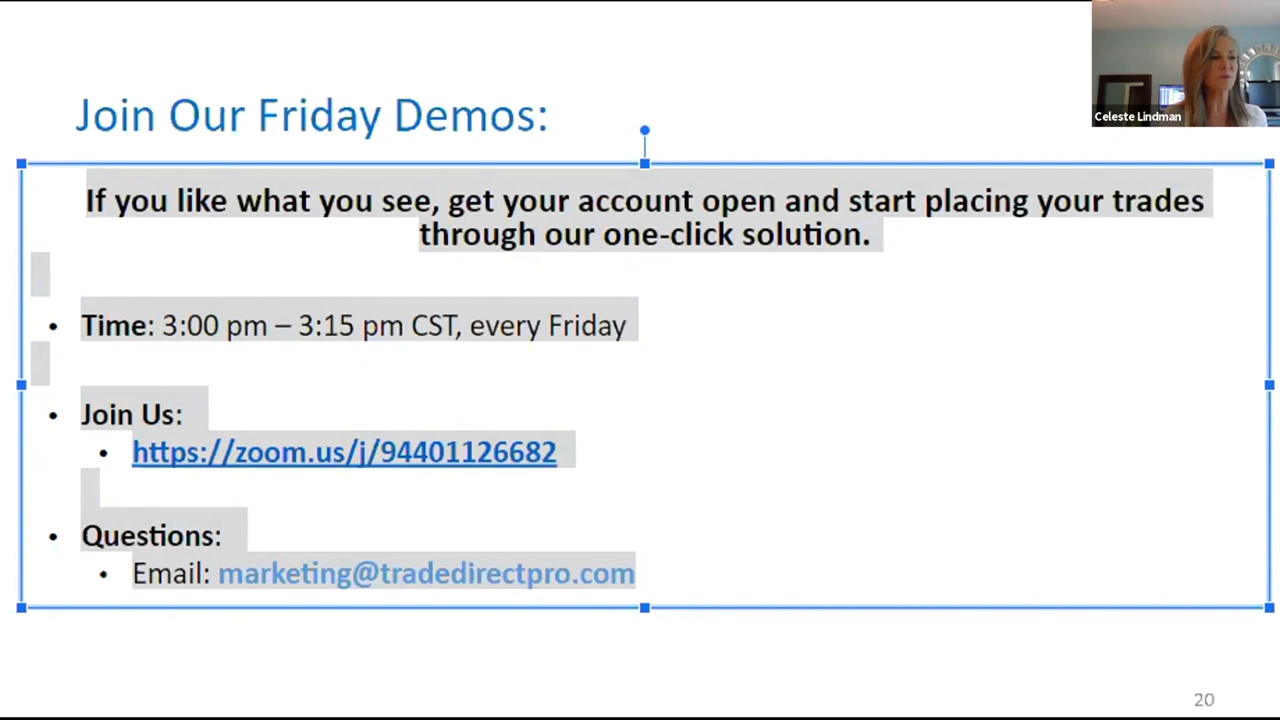 Celeste Lindman
Join Our Friday Demos:
If you like what you see, get your account open and start placing your trades
through our one-click solution.
• Time: 3:00 pm – 3:15 pm CST, every Friday
• Join Us:
• https://zoom.us/j/94401126682
• Questions:
• Email: marketing@tradedirectpro.com
20